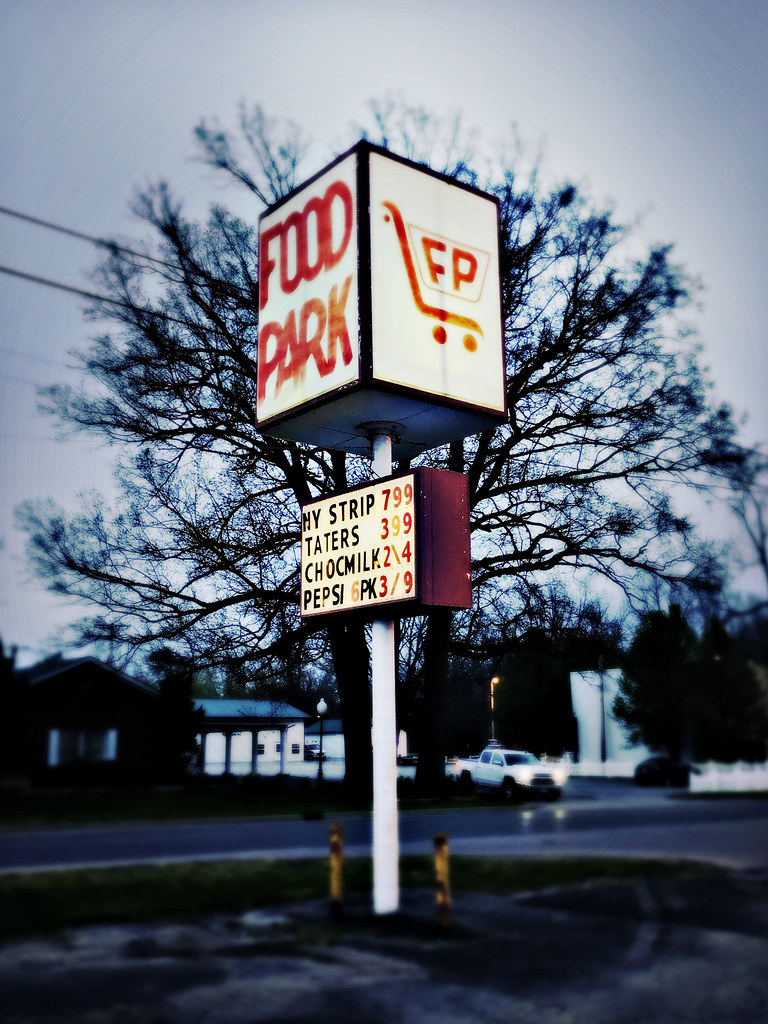 FOOD
PARK
FP
NY STRIP 799
TATERS 399
CHOCMILK 2\4
PEPSI 6PK 3/9